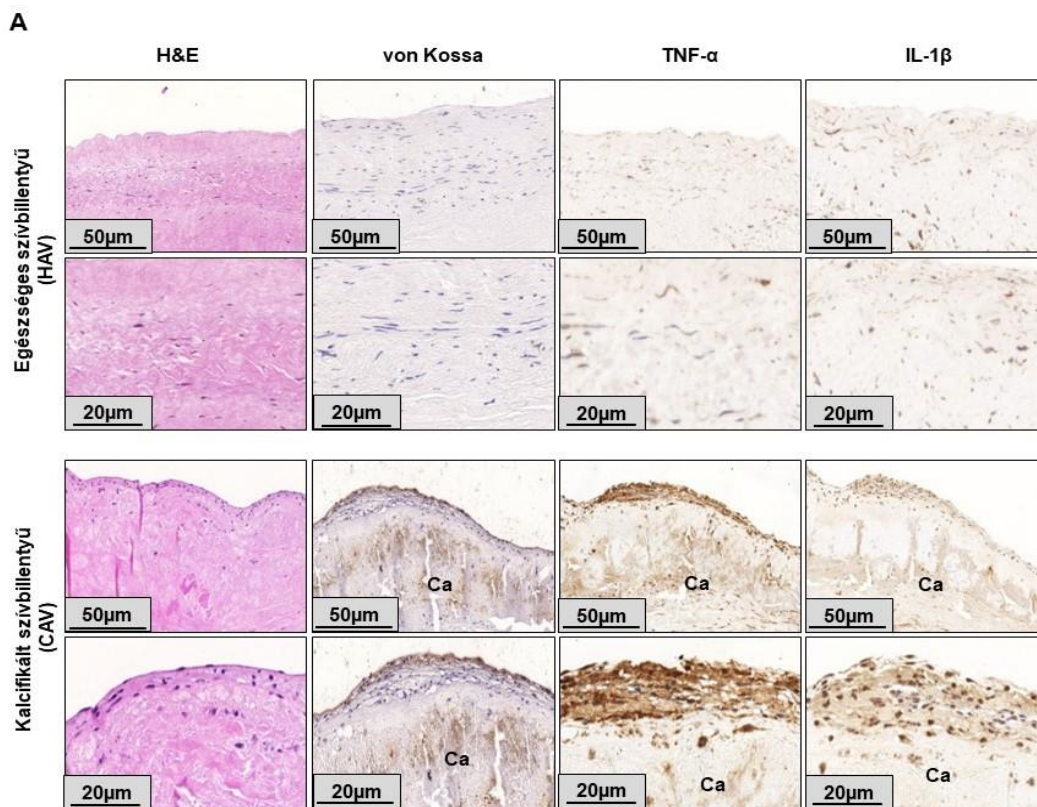 A
H&E von Kossa TNF-α IL-1β
Egészséges szívbillentyű
(HAV)
50µm 50µm 50µm 50µm
20µm 20µm 20µm 20µm
Kalcifikált szívbillentyű
(CAV)
Ca Ca Ca
50µm 50µm 50µm 50µm
Ca Ca Ca
20µm 20µm 20µm 20µm